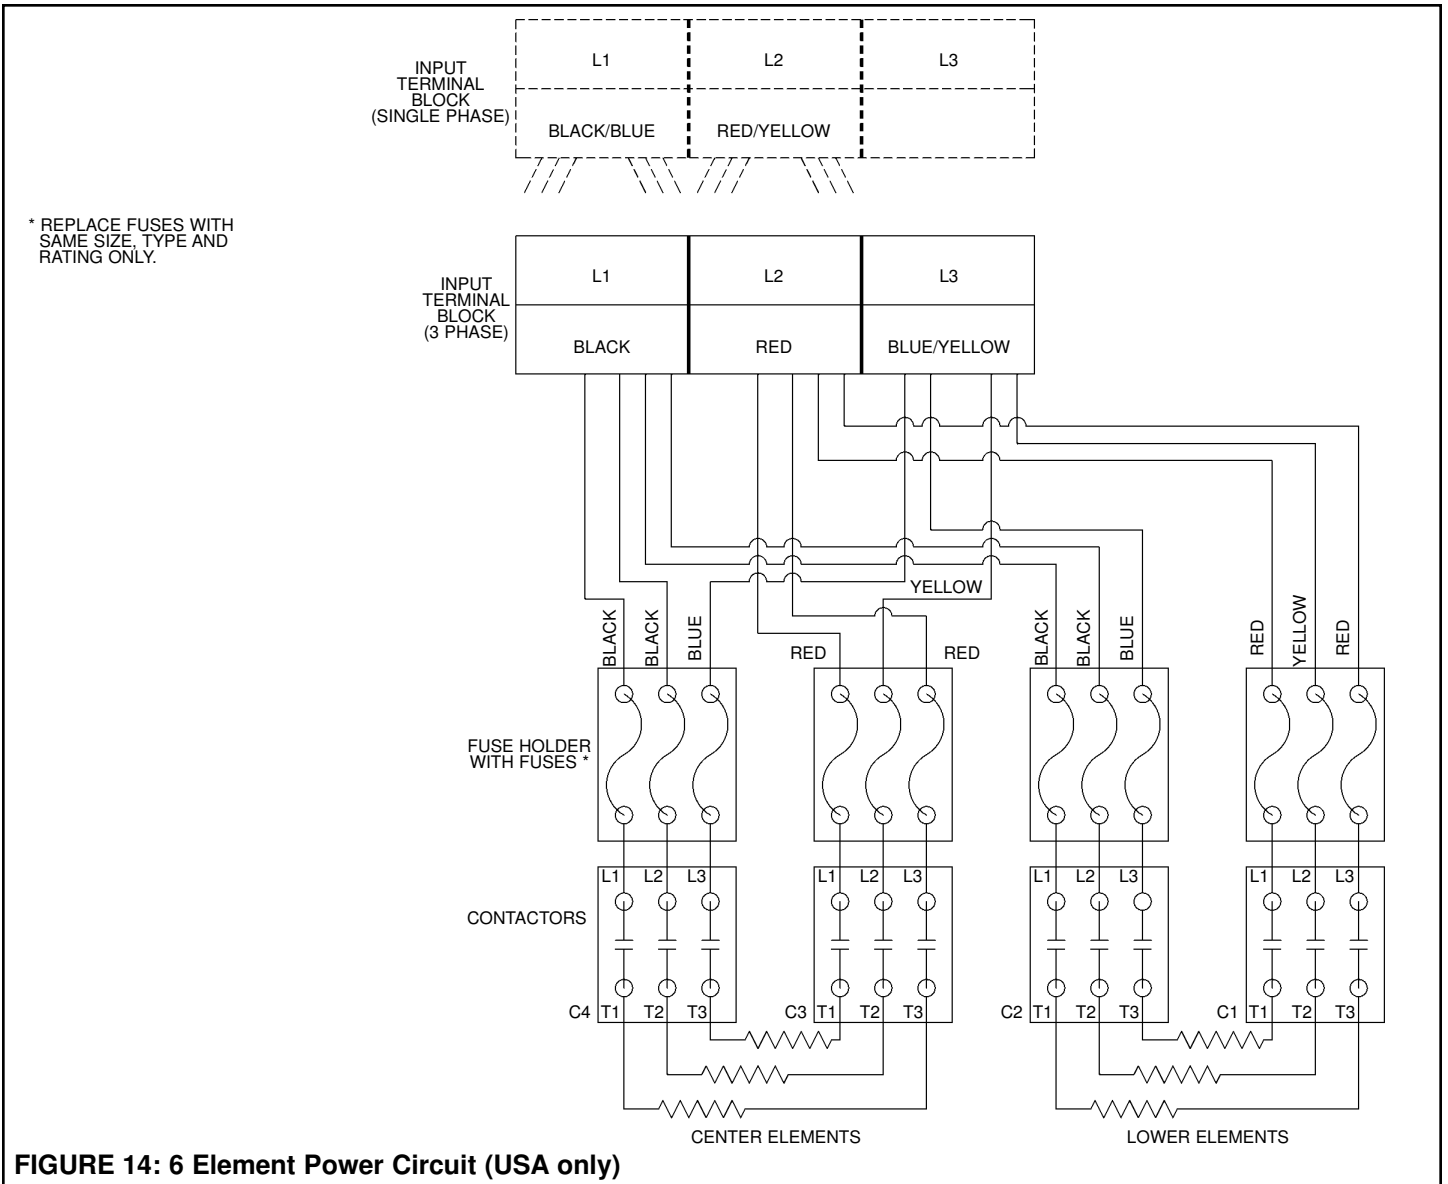 L1 L2 L3
INPUT
TERMINAL
BLOCK
(SINGLE PHASE)
BLACK/BLUE RED/YELLOW
* REPLACE FUSES WITH
SAME SIZE, TYPE AND
RATING ONLY.
L1 L2 L3
INPUT
TERMINAL
BLOCK
(3 PHASE)
BLACK RED BLUE/YELLOW
YELLOW
BLACK
BLACK
BLUE
RED
RED
BLACK
BLACK
BLUE
RED
YELLOW
RED
FUSE HOLDER
WITH FUSES *
L1 L2 L3 L1 L2 L3 L1 L2 L3 L1 L2 L3
CONTACTORS
C4 T1 T2 T3 C3 T1 T2 T3 C2 T1 T2 T3 C1 T1 T2 T3
CENTER ELEMENTS LOWER ELEMENTS
FIGURE 14: 6 Element Power Circuit (USA only)